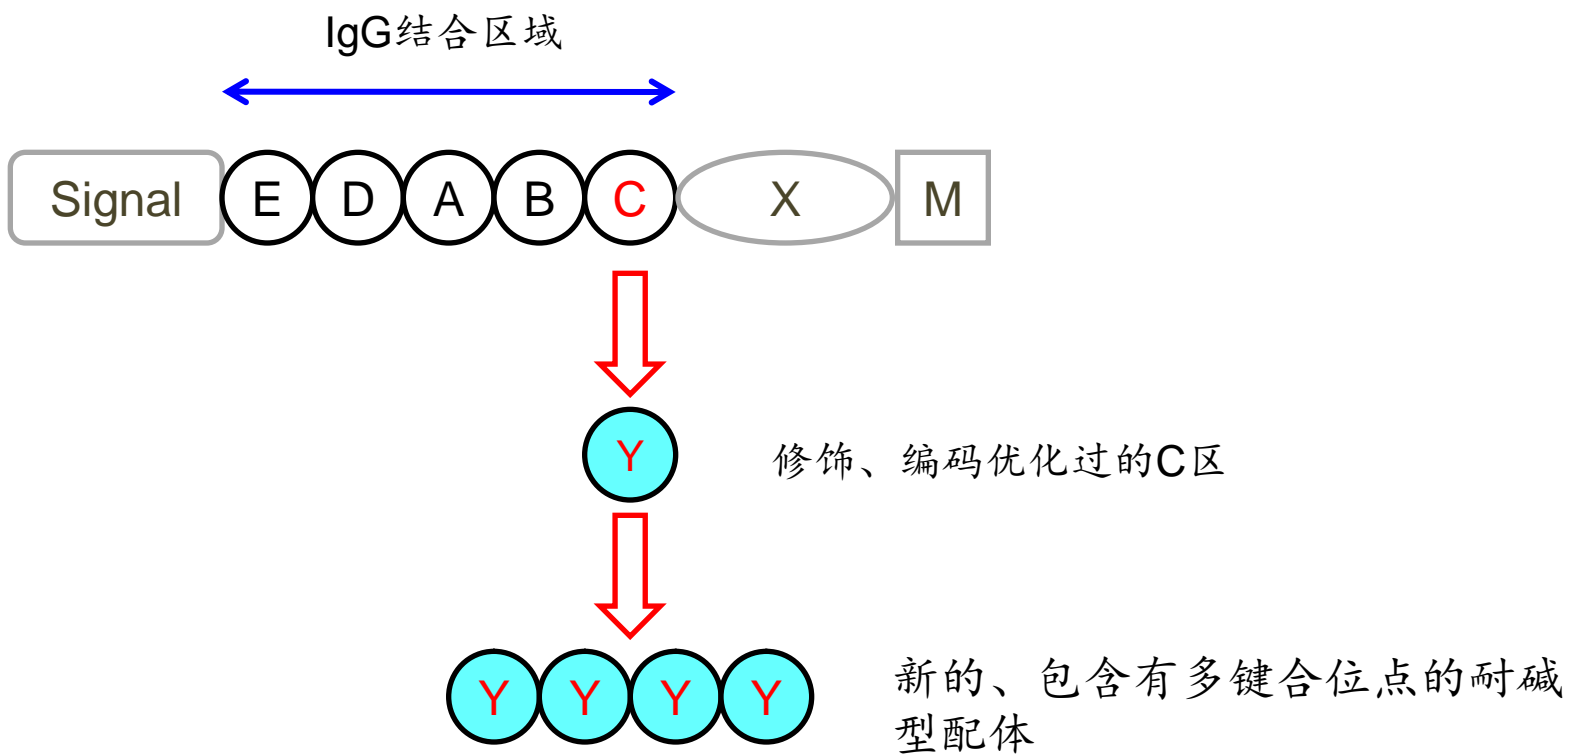 IgG结合区域
Signal E D A B C X M
Y
修饰、编码优化过的C区
Y Y Y Y
新的、包含有多键合位点的耐碱
型配体